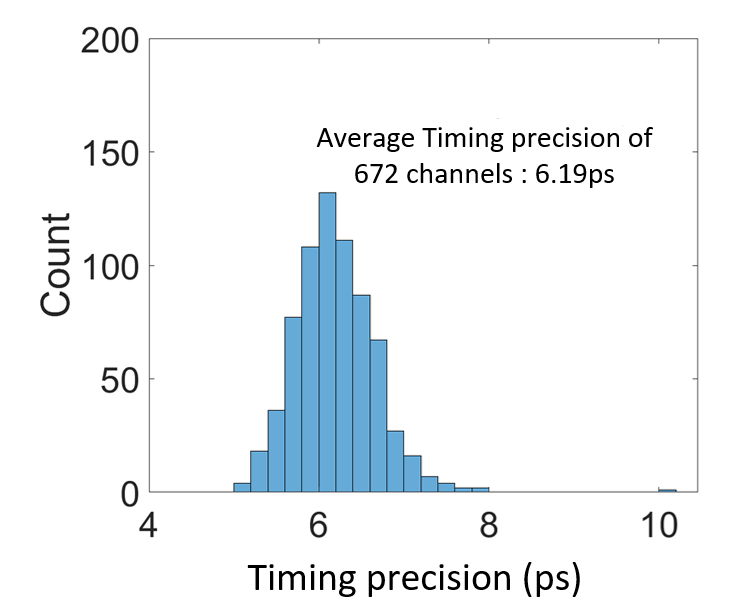 200
150
100
50
0
Count
Average Timing precision of
672 channels : 6.19ps
4 6 8 10
Timing precision (ps)